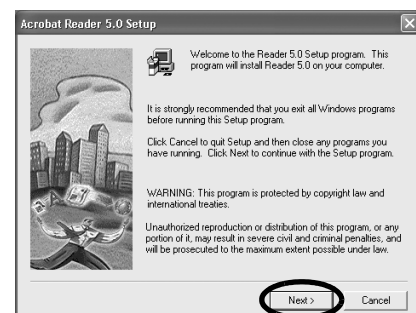 Acrobat Reader 5.0 Setup
Welcome to the Reader 5.0 Setup program. This
program will install Reader 5.0 on your computer.
It is strongly recommended that you exit all Windows programs
before running this Setup program.
Click Cancel to quit Setup and then close any programs you
have running. Click Next to continue with the Setup program.
WARNING: This program is protected by copyright law and
international treaties.
Unauthorized reproduction or distribution of this program, or any
portion of it, may result in severe civil and criminal penalties, and
will be prosecuted to the maximum extent possible under law.
Next >
Cancel